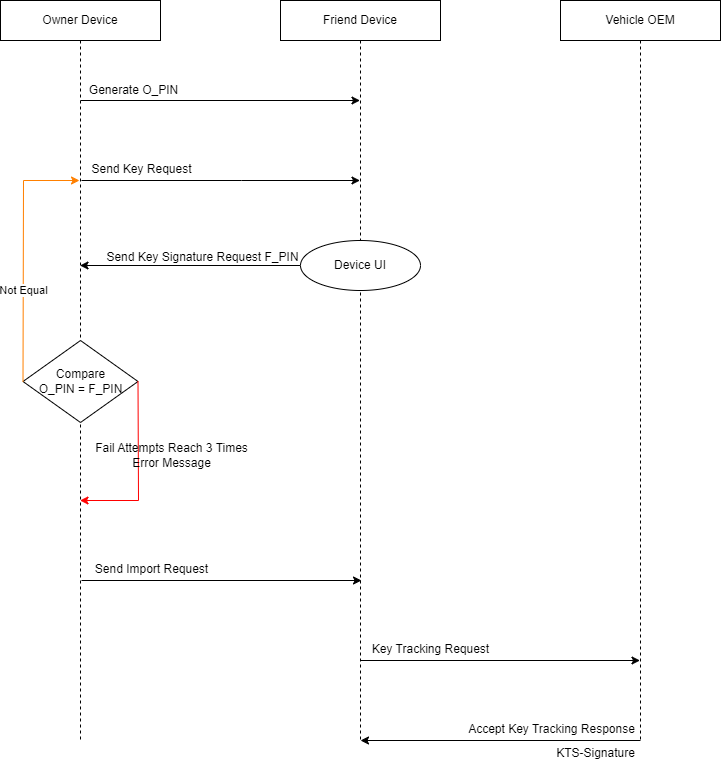 Owner Device
Friend Device
Vehicle OEM
Generate O_PIN
Send Key Request
Send Key Signature Request F_PIN
Device UI
Not Equal
Compare
O_PIN = F_PIN
Fail Attempts Reach 3 Times
Error Message
Send Import Request
Key Tracking Request
Accept Key Tracking Response
KTS-Signature